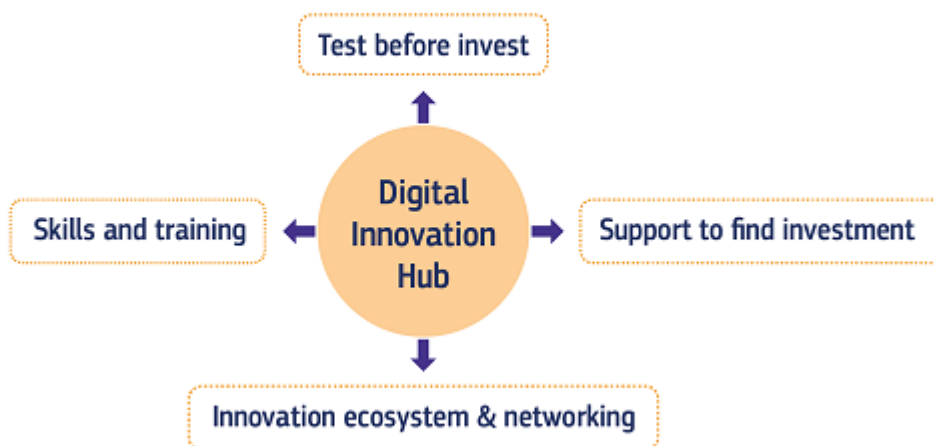 Test before invest
Skills and training
Digital
Innovation
Hub
Support to find investment
Innovation ecosystem & networking